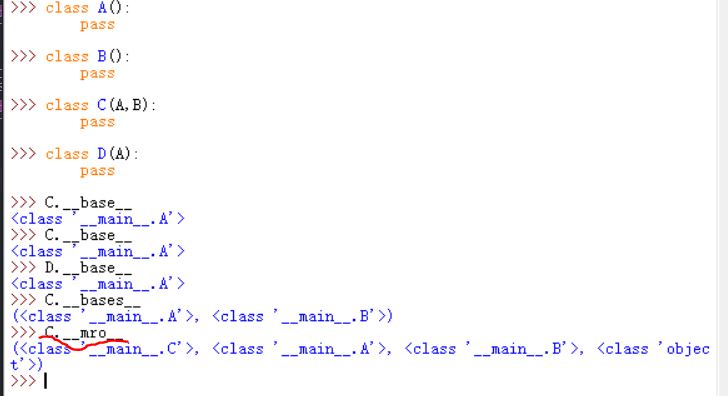 >>> class A():
        pass
>>> class B():
        pass
>>> class C(A,B):
        pass
>>> class D(A):
        pass
>>> C.__base__
<class '__main__.A'>
>>> C.__base__
<class '__main__.A'>
>>> D.__base__
<class '__main__.A'>
>>> C.__bases__
(<class '__main__.A'>, <class '__main__.B'>)
>>> C.__mro__
(<class '__main__.C'>, <class '__main__.A'>, <class '__main__.B'>, <class 'objec
t'>)
>>>